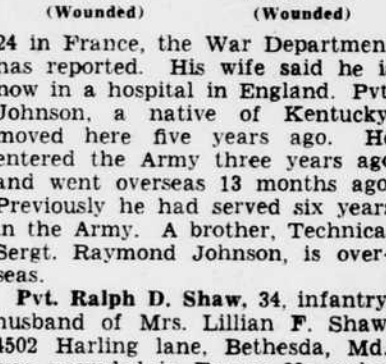 (Wounded) (Wounded)
24 in France, the War Departmen
has reported. His wife said he i
now in a hospital in England. Pvt
Johnson, a native of Kentucky
moved here five years ago. He
entered the Army three years ago
and went overseas 13 months ago
Previously he had served six years
in the Army. A brother, Technica
Sergt. Raymond Johnson, is over-
seas.
Pvt. Ralph D. Shaw, 34, infantry
husband of Mrs. Lillian F. Shaw
4502 Harling lane, Bethesda, Md